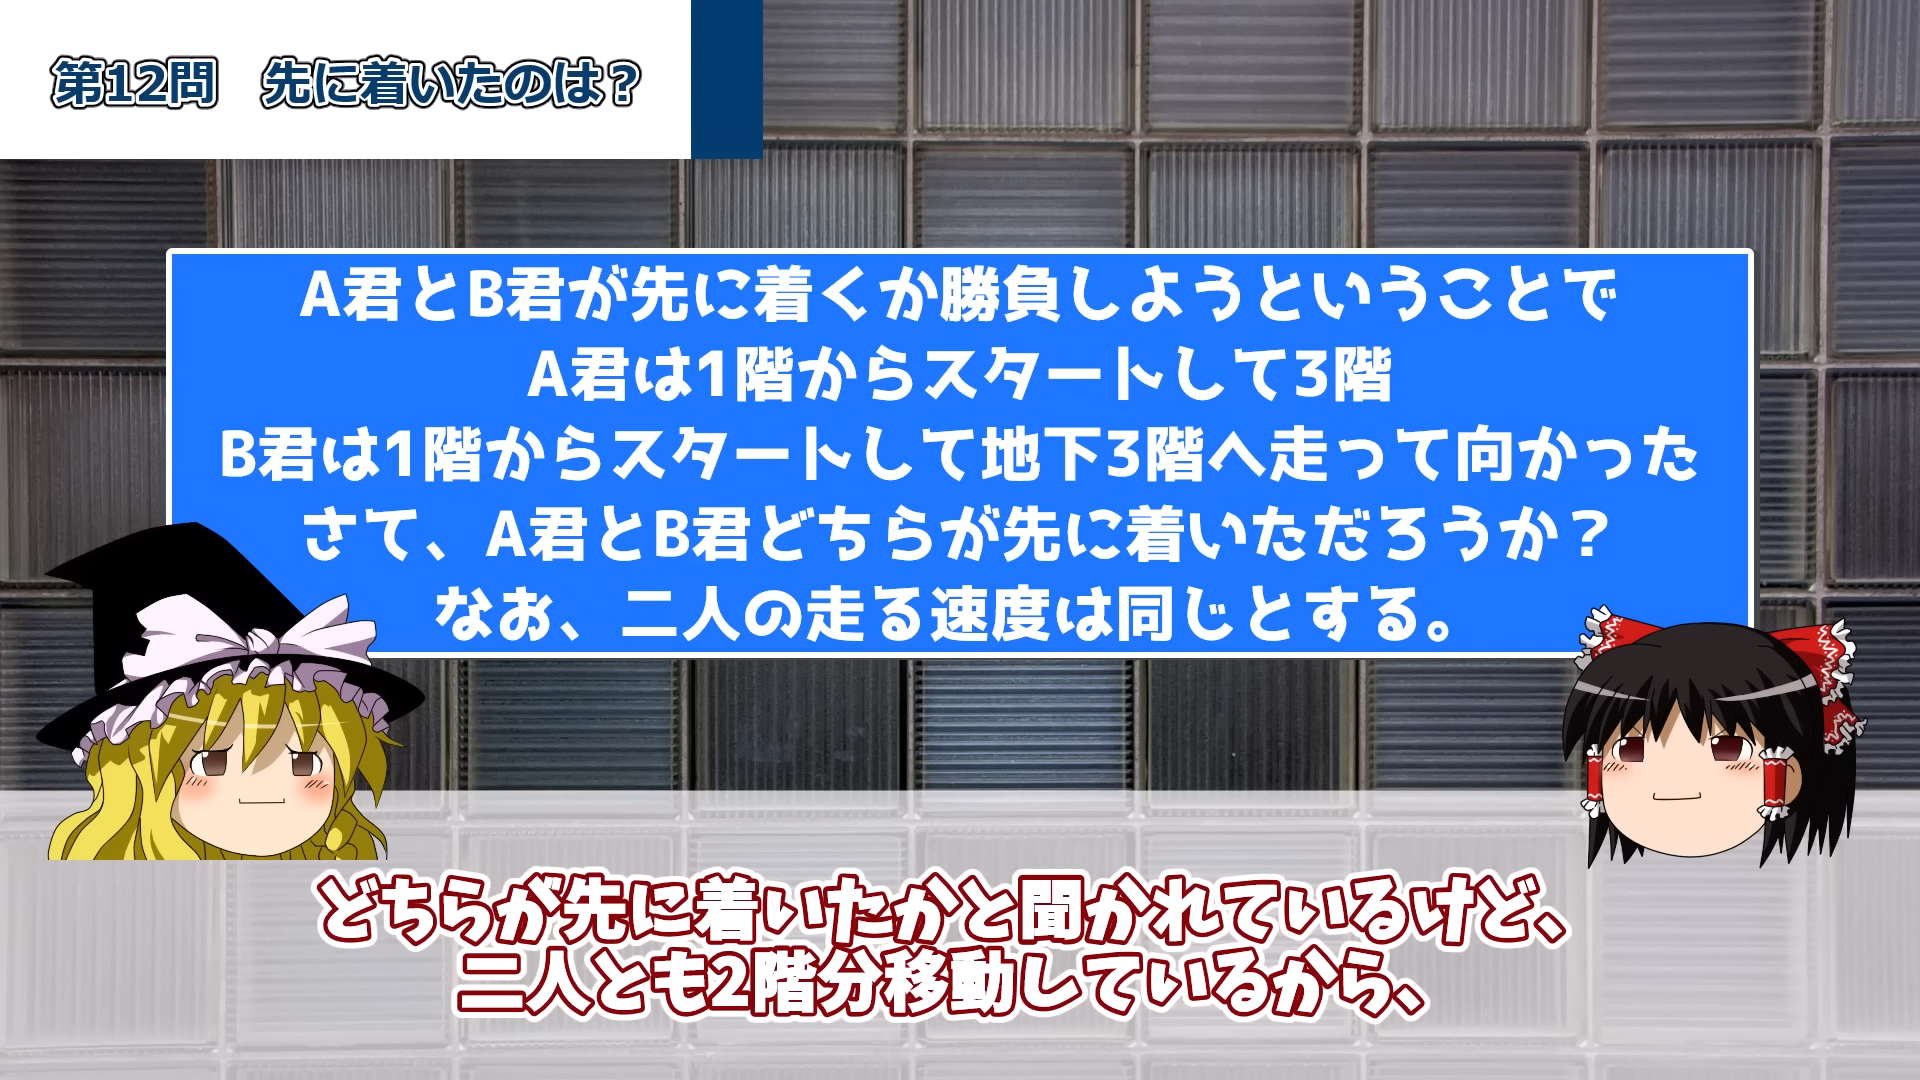 第12問　先に着いたのは？
A君とB君が先に着くか勝負しようということで
A君は1階からスタートして3階
B君は1階からスタートして地下3階へ走って向かった
さて、A君とB君どちらが先に着いただろうか？
なお、二人の走る速度は同じとする。
どちらが先に着いたかと聞かれているけど、
二人とも2階分移動しているから、